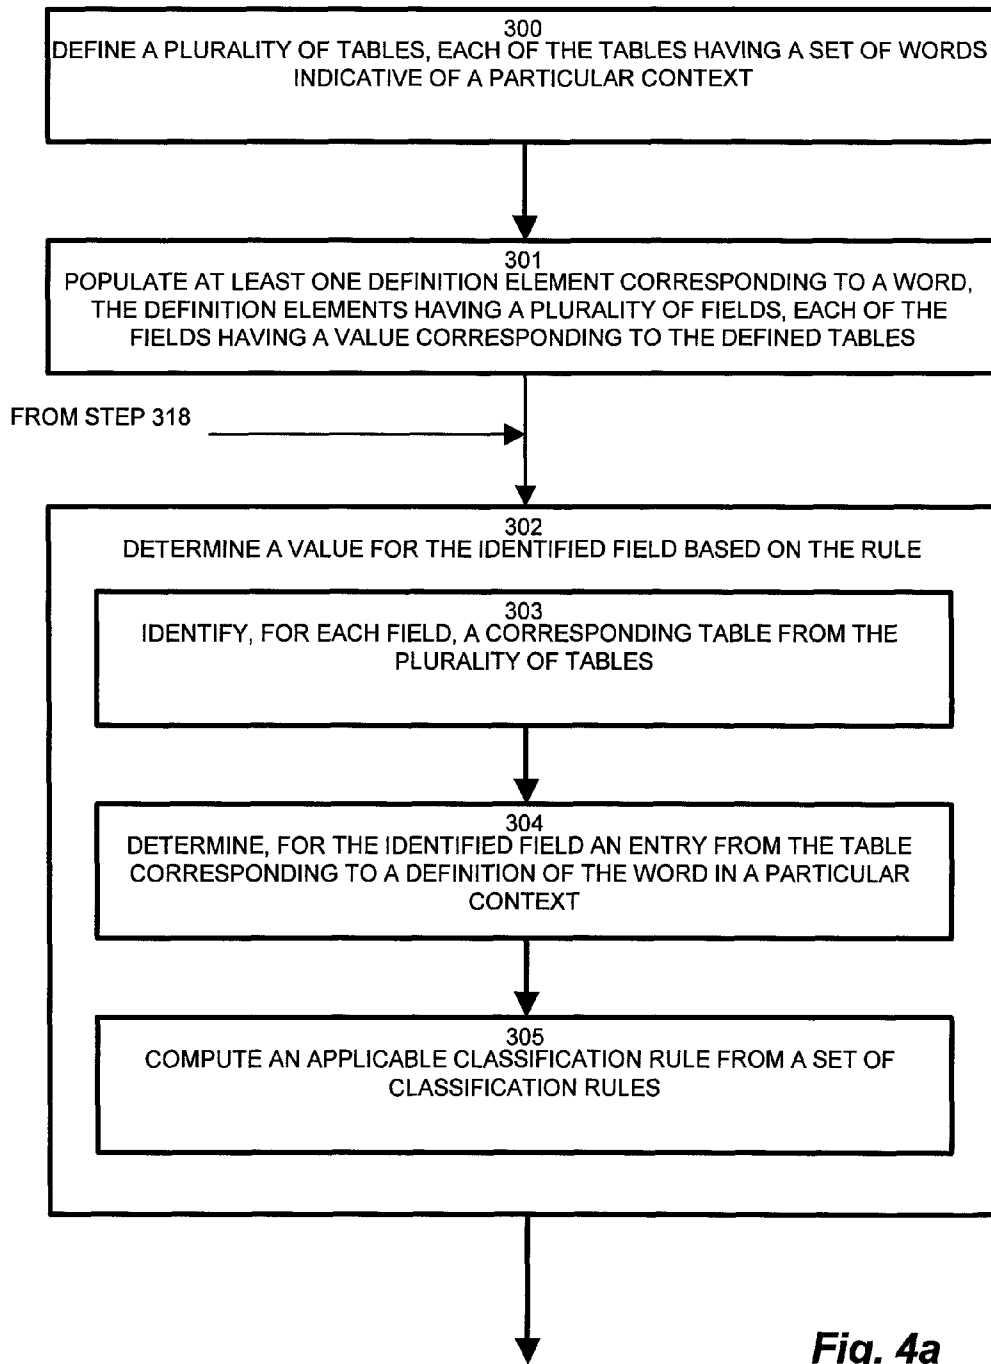 300
DEFINE A PLURALITY OF TABLES, EACH OF THE TABLES HAVING A SET OF WORDS
INDICATIVE OF A PARTICULAR CONTEXT
301
POPULATE AT LEAST ONE DEFINITION ELEMENT CORRESPONDING TO A WORD,
THE DEFINITION ELEMENTS HAVING A PLURALITY OF FIELDS, EACH OF THE
FIELDS HAVING A VALUE CORRESPONDING TO THE DEFINED TABLES
FROM STEP 318
302
DETERMINE A VALUE FOR THE IDENTIFIED FIELD BASED ON THE RULE
303
IDENTIFY, FOR EACH FIELD, A CORRESPONDING TABLE FROM THE
PLURALITY OF TABLES
304
DETERMINE, FOR THE IDENTIFIED FIELD AN ENTRY FROM THE TABLE
CORRESPONDING TO A DEFINITION OF THE WORD IN A PARTICULAR
CONTEXT
305
COMPUTE AN APPLICABLE CLASSIFICATION RULE FROM A SET OF
CLASSIFICATION RULES
Fig. 4a